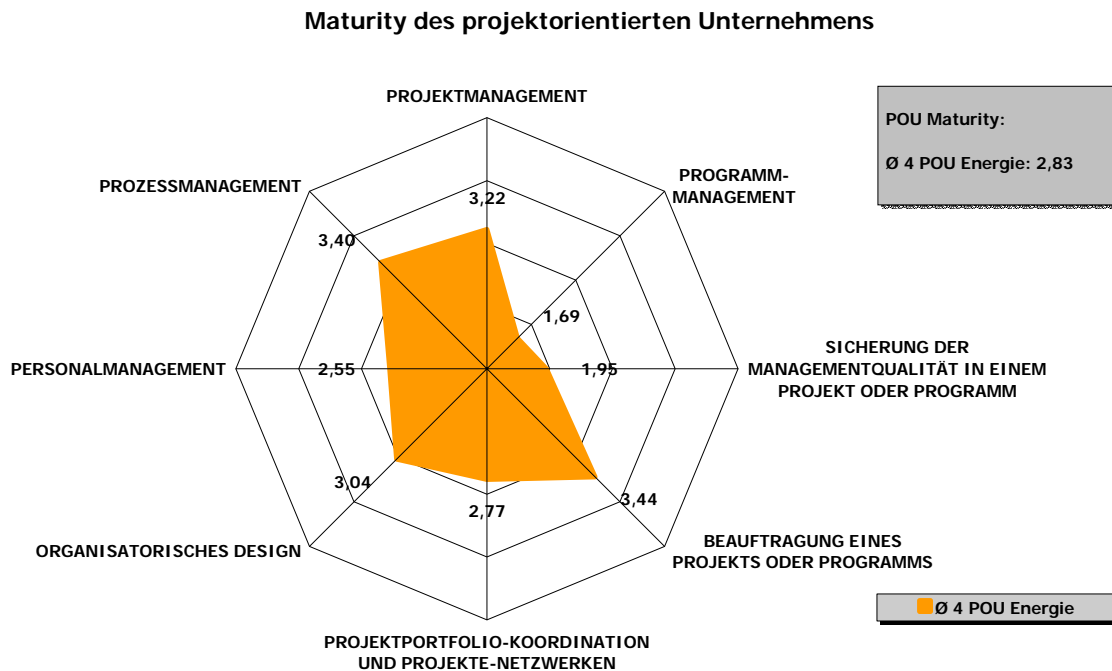 Maturity des projektorientierten Unternehmens
PROJEKTMANAGEMENT
POU Maturity:
Ø 4 POU Energie: 2,83
PROGRAMM-
MANAGEMENT
PROZESSMANAGEMENT
3,22
3,40
1,69
SICHERUNG DER
MANAGEMENTQUALITÄT IN EINEM
PROJEKT ODER PROGRAMM
PERSONALMANAGEMENT
2,55
1,95
3,04
3,44
2,77
ORGANISATORISCHES DESIGN
BEAUFTRAGUNG EINES
PROJEKTS ODER PROGRAMMS
Ø 4 POU Energie
PROJEKTPORTFOLIO-KOORDINATION
UND PROJEKTE-NETZWERKEN